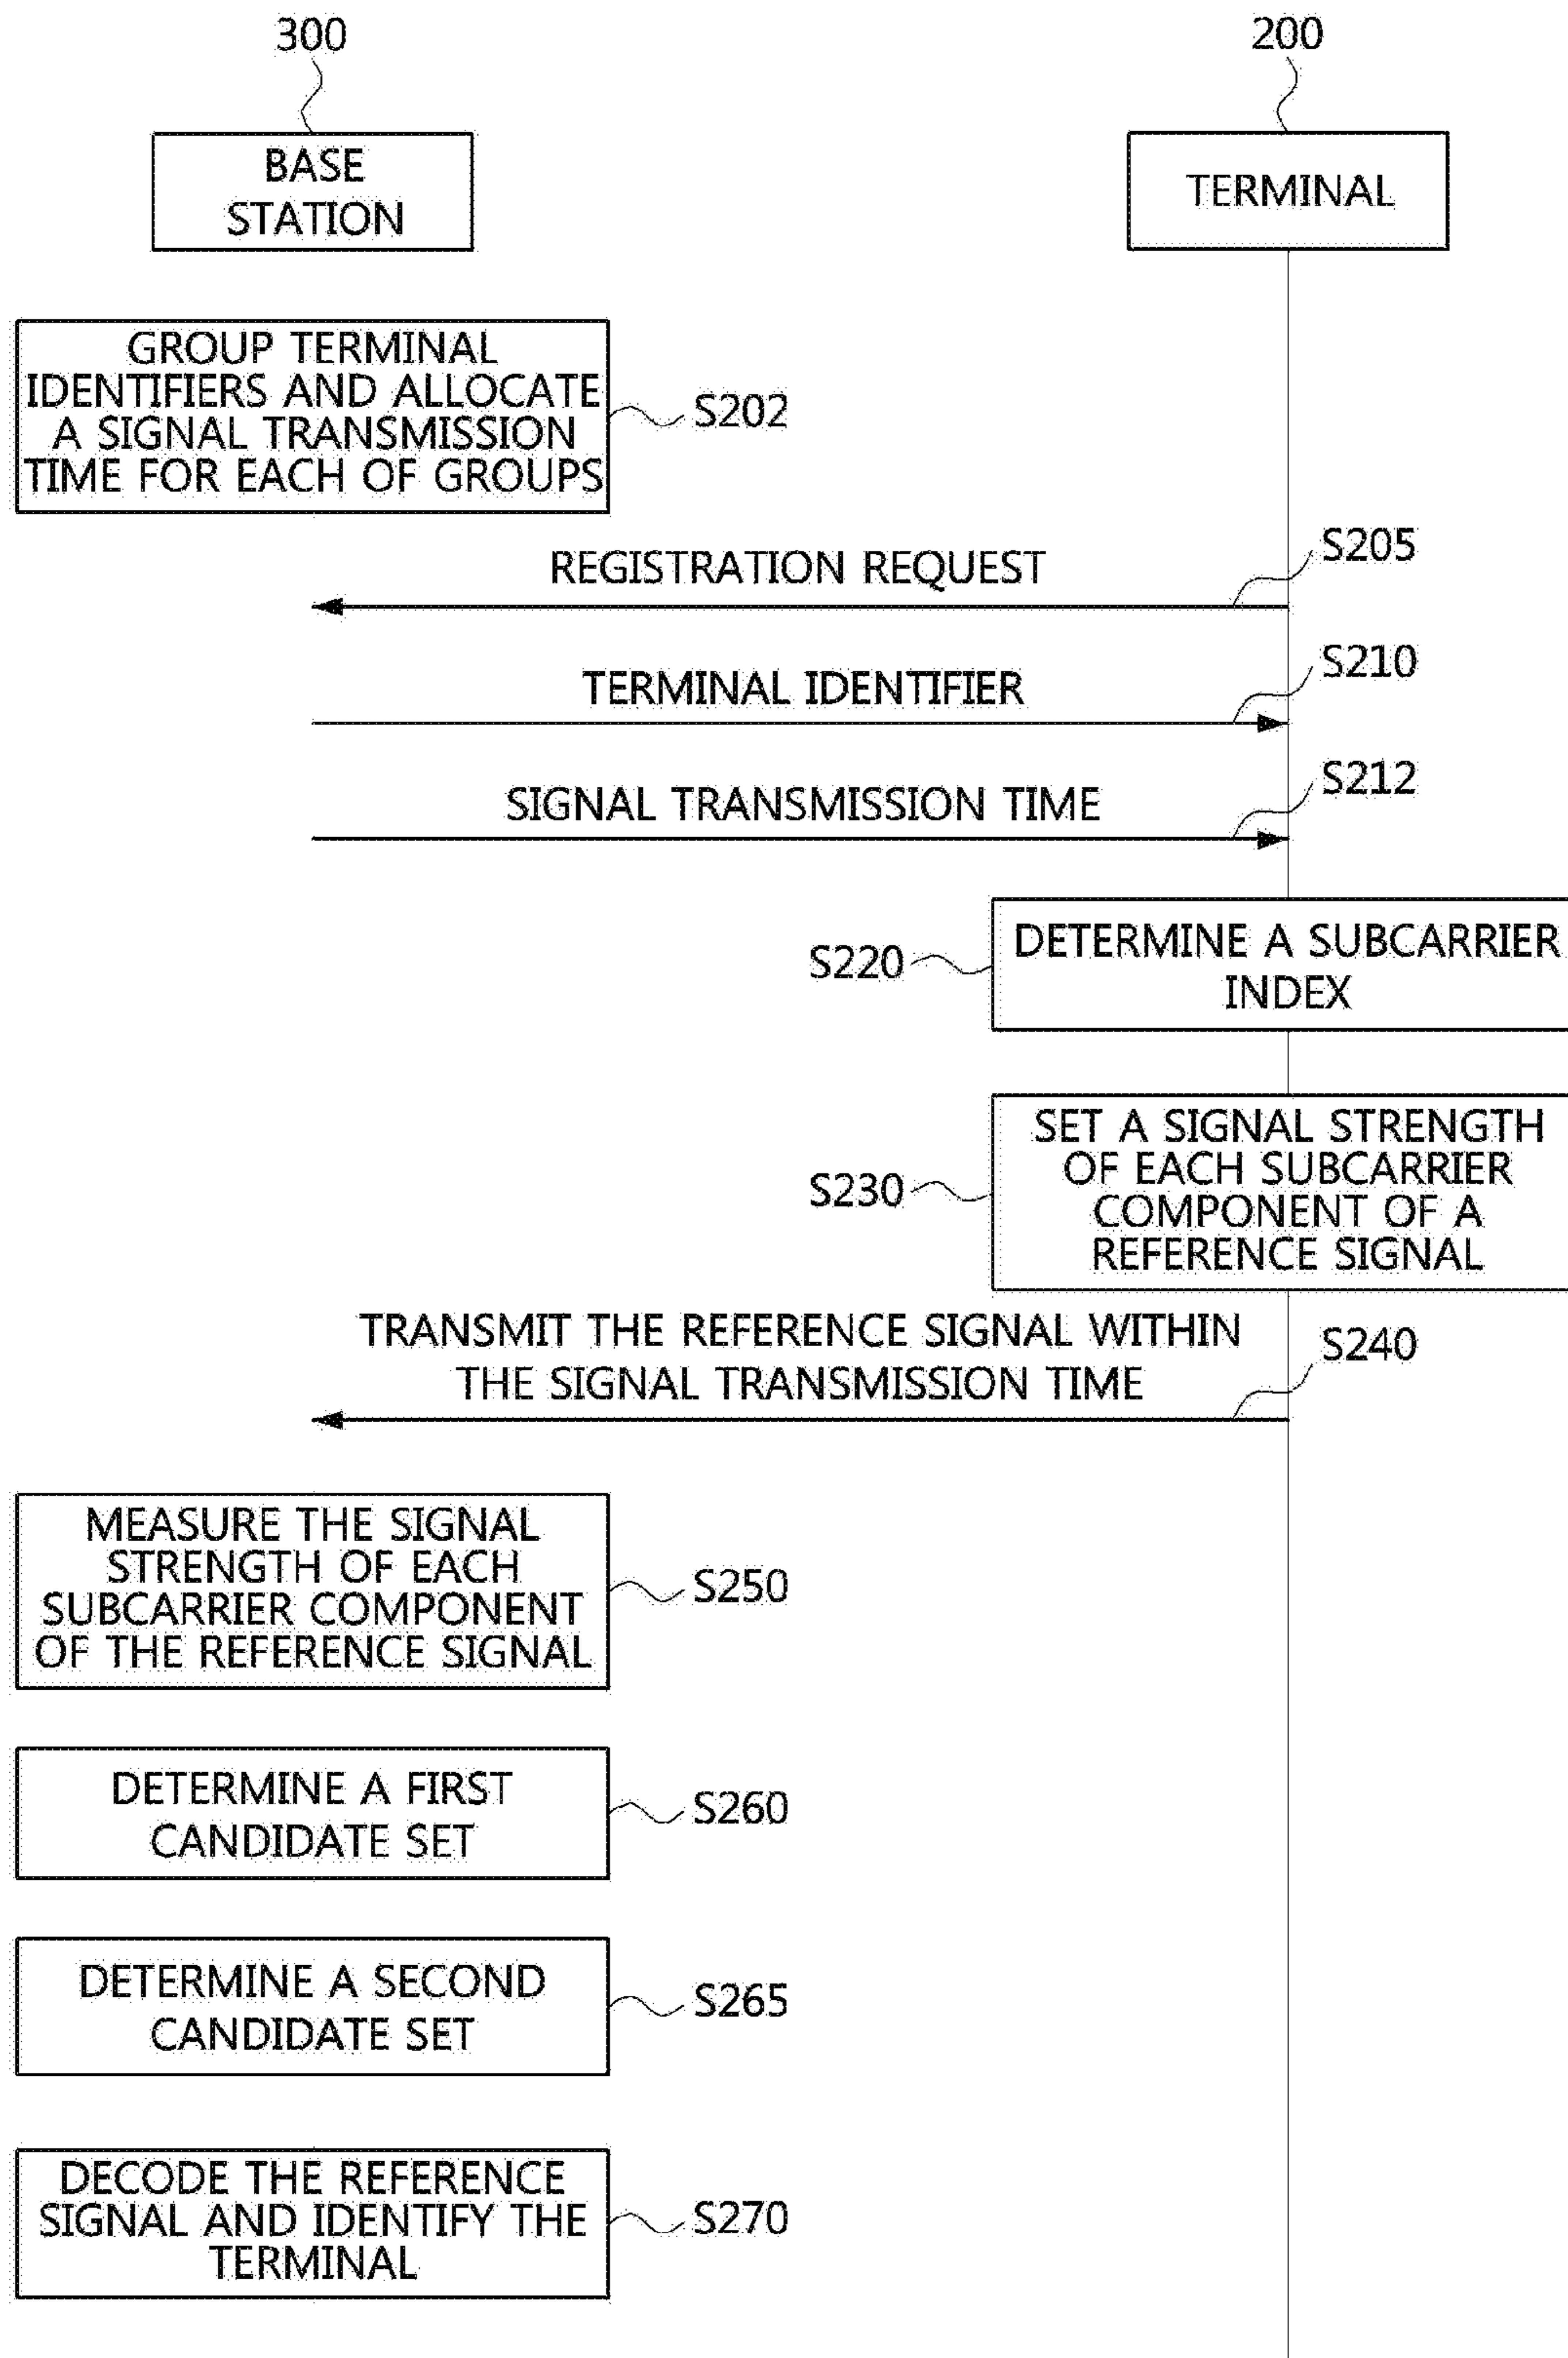 300
200
BASE
STATION
TERMINAL
GROUP TERMINAL
IDENTIFIERS AND ALLOCATE
A SIGNAL TRANSMISSION
TIME FOR EACH OF GROUPS
S202
REGISTRATION REQUEST
S205
TERMINAL IDENTIFIER
S210
SIGNAL TRANSMISSION TIME
S212
S220
DETERMINE A SUBCARRIER
INDEX
S230
SET A SIGNAL STRENGTH
OF EACH SUBCARRIER
COMPONENT OF A
REFERENCE SIGNAL
TRANSMIT THE REFERENCE SIGNAL WITHIN
THE SIGNAL TRANSMISSION TIME
S240
MEASURE THE SIGNAL
STRENGTH OF EACH
SUBCARRIER COMPONENT
OF THE REFERENCE SIGNAL
S250
DETERMINE A FIRST
CANDIDATE SET
S260
DETERMINE A SECOND
CANDIDATE SET
S265
DECODE THE REFERENCE
SIGNAL AND IDENTIFY THE
TERMINAL
S270